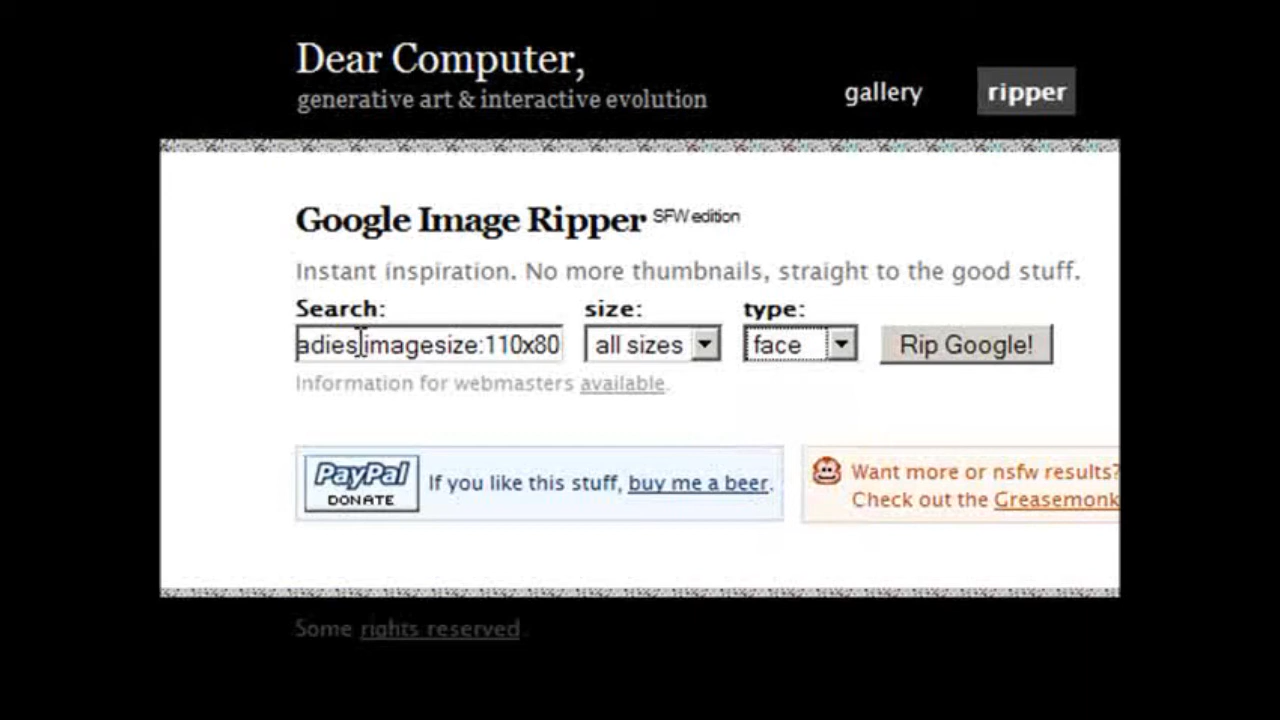 Dear Computer,
generative art & interactive evolution
gallery
ripper
Google Image Ripper SFW edition
Instant inspiration. No more thumbnails, straight to the good stuff.
Search: size: type:
adies imagesize:110x80 all sizes face Rip Google!
Information for webmasters available.
PayPal
DONATE
If you like this stuff, buy me a beer.
Want more or nsfw results?
Check out the Greasemonk
Some rights reserved.